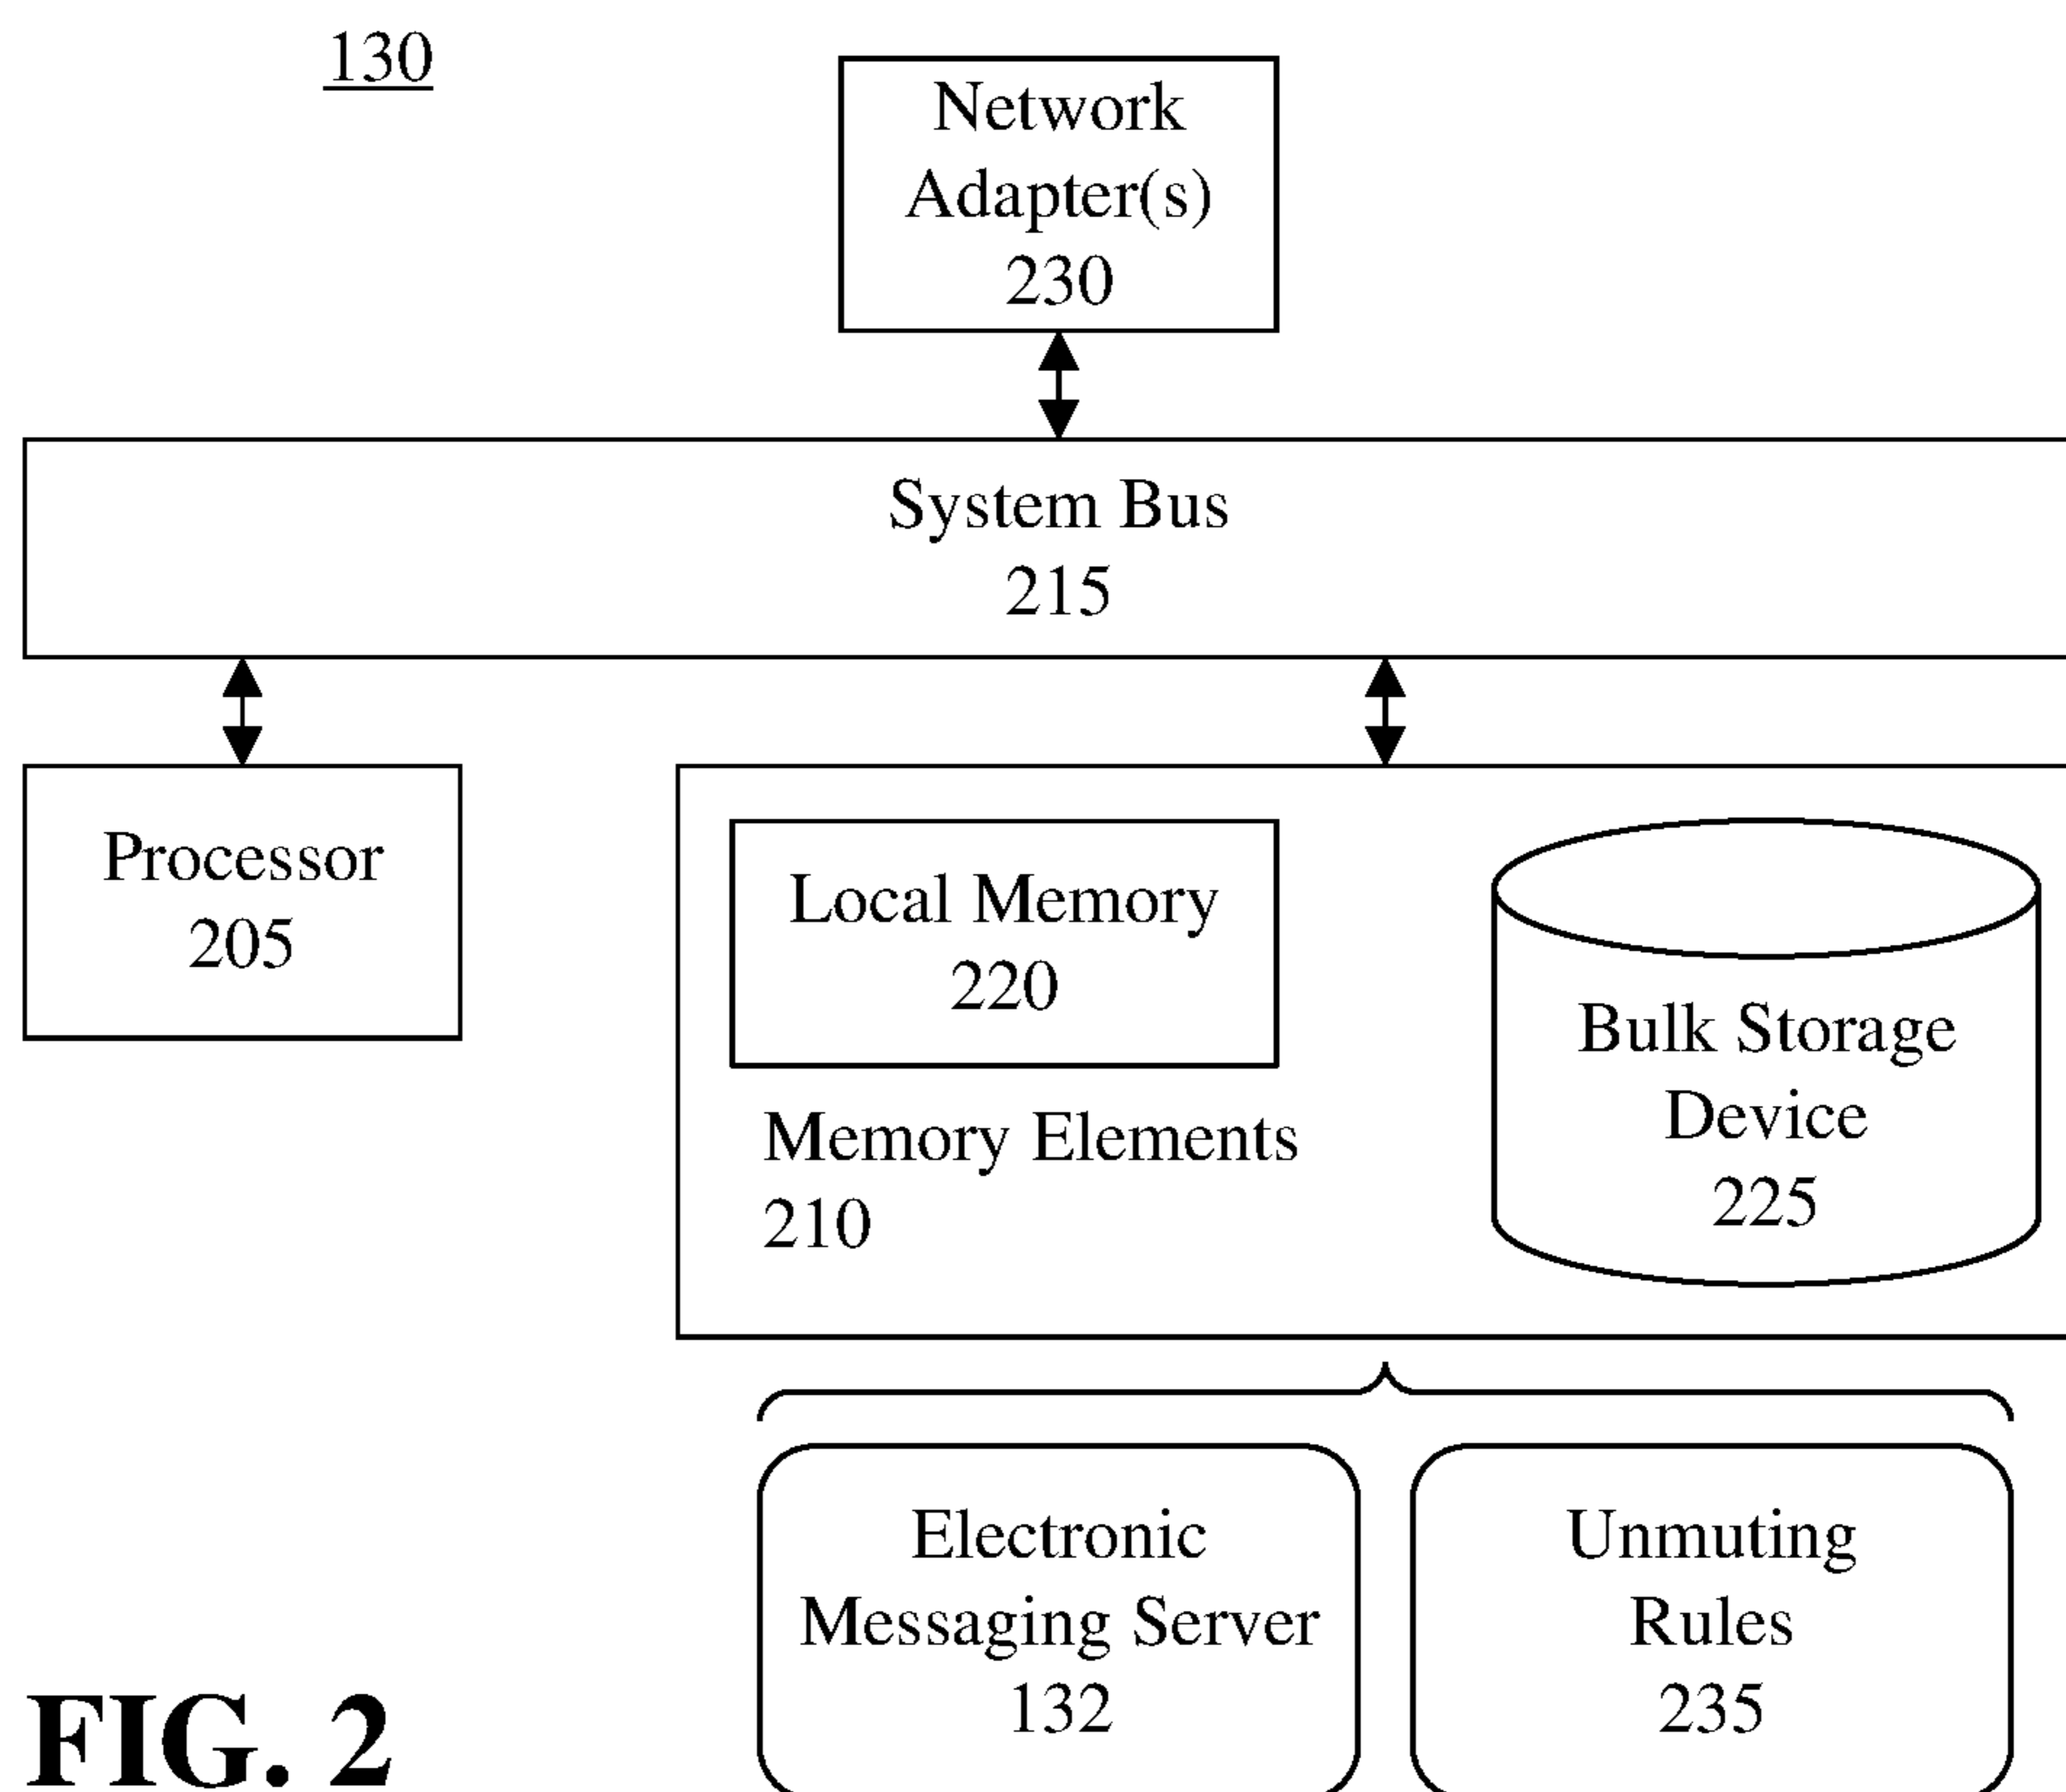 130
Network
Adapter(s)
230
System Bus
215
Processor
205
Local Memory
220
Memory Elements
210
Bulk Storage
Device
225
Electronic
Messaging Server
132
Unmuting
Rules
235
FIG. 2